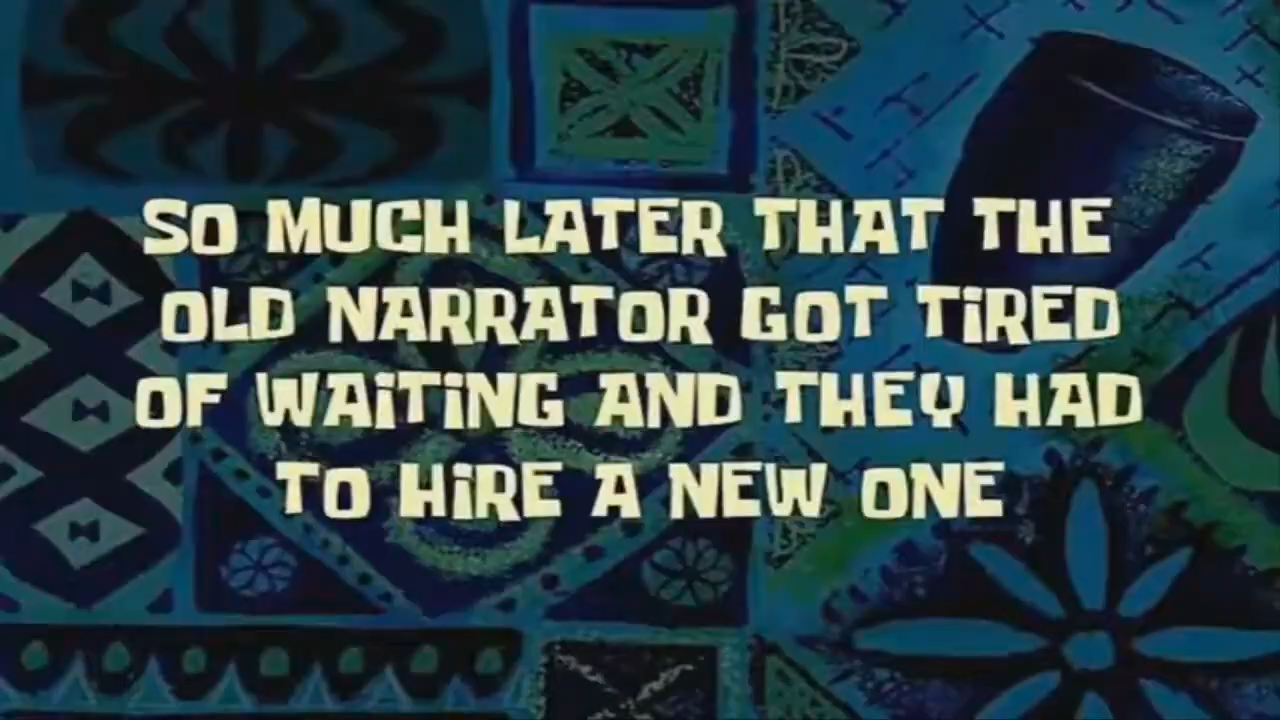 SO MUCH LATER THAT THE
OLD NARRATOR GOT TIRED
OF WAITING AND THEY HAD
TO HIRE A NEW ONE